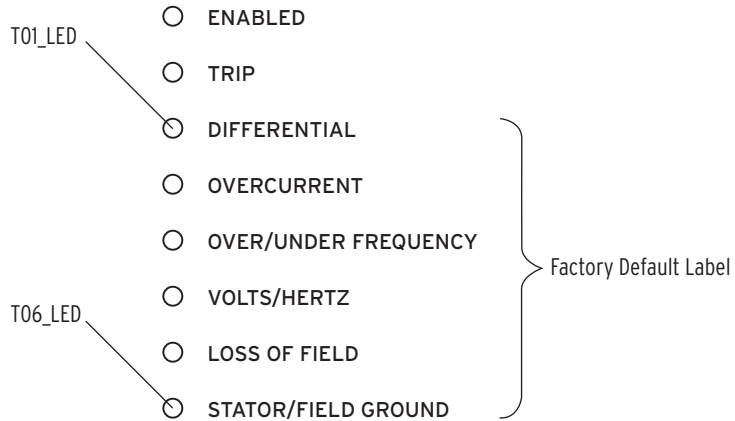 ENABLED
T01_LED
TRIP
DIFFERENTIAL
OVERCURRENT
OVER/UNDER FREQUENCY
Factory Default Label
VOLTS/HERTZ
T06_LED
LOSS OF FIELD
STATOR/FIELD GROUND